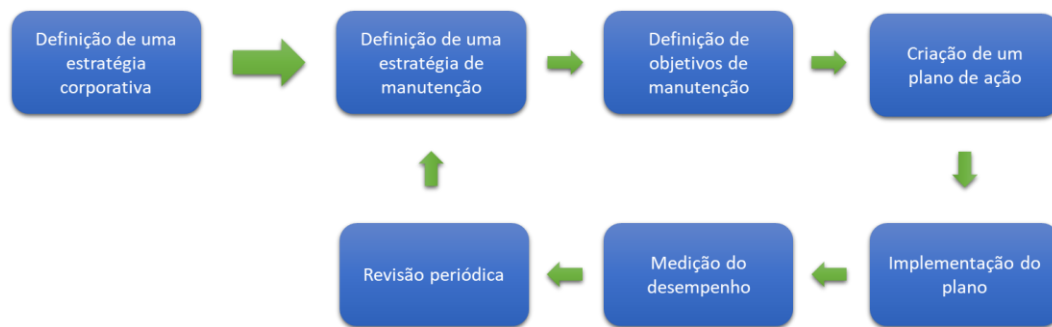 Definição de uma
estratégia
corporativa
Definição de uma
estratégia de
manutenção
Definição de
objetivos de
manutenção
Criação de um
plano de ação
Implementação do
plano
Medição do
desempenho
Revisão periódica